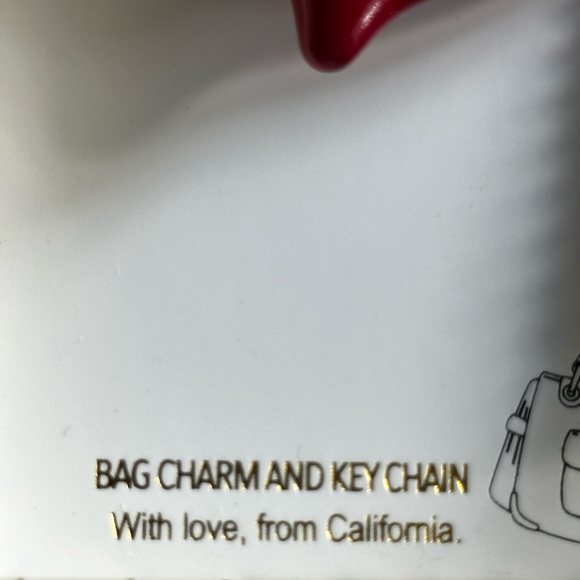 BAG CHARM AND KEY CHAIN
With love, from California.